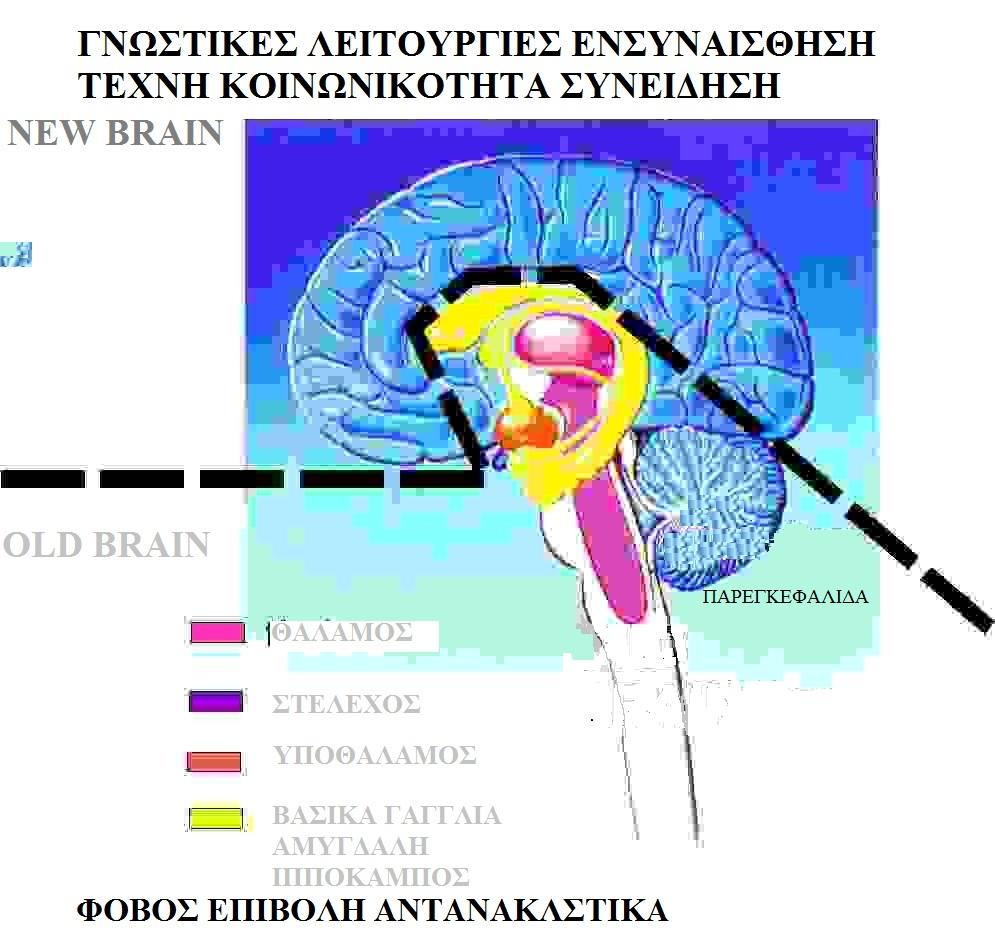 ΓΝΩΣΤΙΚΕΣ ΛΕΙΤΟΥΡΓΙΕΣ ΕΝΣΥΝΑΙΣΘΗΣΗ
ΤΕΧΝΗ ΚΟΙΝΩΝΙΚΟΤΗΤΑ ΣΥΝΕΙΔΗΣΗ
NEW BRAIN
OLD BRAIN
ΠΑΡΕΓΚΕΦΑΛΙΔΑ
ΘΑΛΑΜΟΣ
ΣΤΕΛΕΧΟΣ
ΥΠΟΘΑΛΑΜΟΣ
ΒΑΣΙΚΑ ΓΑΓΓΛΙΑ
ΑΜΥΓΔΑΛΗ
ΙΠΠΟΚΑΜΠΟΣ
ΦΟΒΟΣ ΕΠΙΒΟΛΗ ΑΝΤΑΝΑΚΛΣΤΙΚΑ